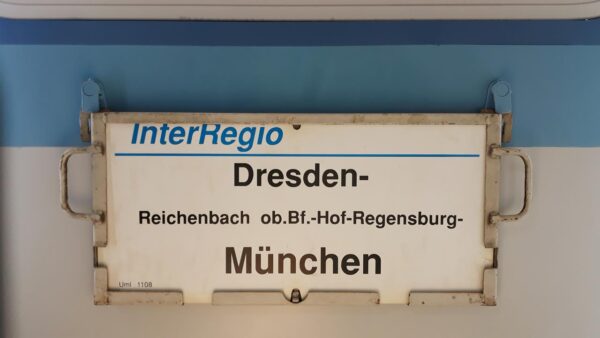 InterRegio
Dresden-
Reichenbach ob.Bf.-Hof-Regensburg-
München
Uml 1108